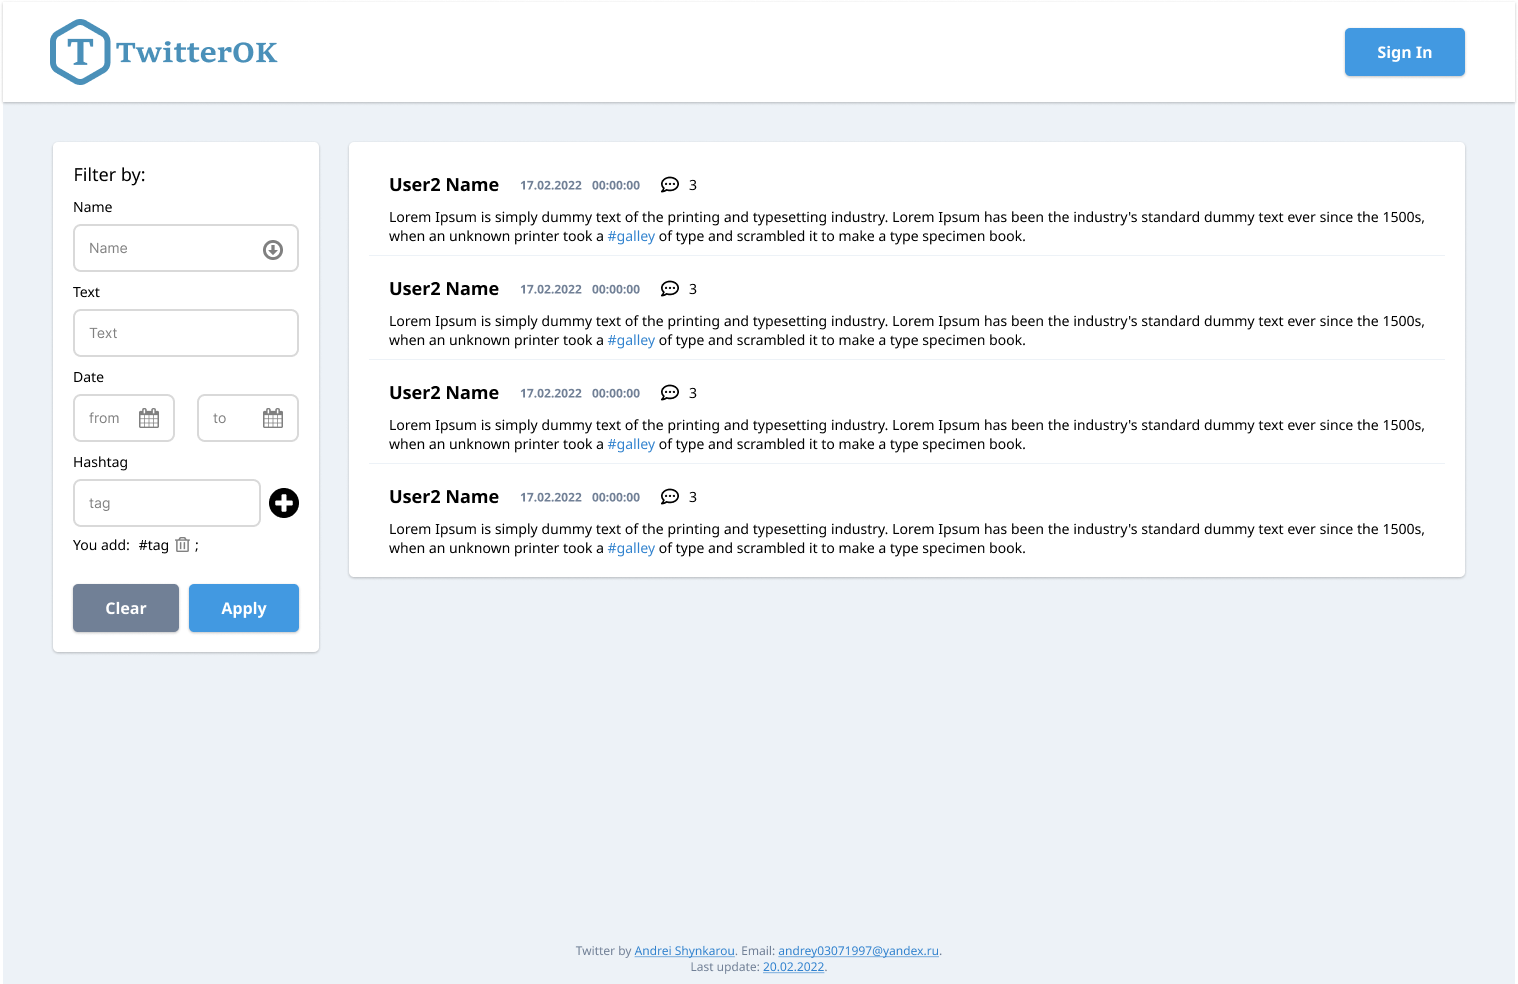 T TwitterOK
Sign In
Filter by:
Name
Name
Text
Text
Date
from
to
Hashtag
tag
You add: #tag ;
Clear
Apply
User2 Name 17.02.2022 00:00:00 3
Lorem Ipsum is simply dummy text of the printing and typesetting industry. Lorem Ipsum has been the industry's standard dummy text ever since the 1500s,
when an unknown printer took a #galley of type and scrambled it to make a type specimen book.
User2 Name 17.02.2022 00:00:00 3
Lorem Ipsum is simply dummy text of the printing and typesetting industry. Lorem Ipsum has been the industry's standard dummy text ever since the 1500s,
when an unknown printer took a #galley of type and scrambled it to make a type specimen book.
User2 Name 17.02.2022 00:00:00 3
Lorem Ipsum is simply dummy text of the printing and typesetting industry. Lorem Ipsum has been the industry's standard dummy text ever since the 1500s,
when an unknown printer took a #galley of type and scrambled it to make a type specimen book.
User2 Name 17.02.2022 00:00:00 3
Lorem Ipsum is simply dummy text of the printing and typesetting industry. Lorem Ipsum has been the industry's standard dummy text ever since the 1500s,
when an unknown printer took a #galley of type and scrambled it to make a type specimen book.
Twitter by Andrei Shynkarou. Email: andrey03071997@yandex.ru.
Last update: 20.02.2022.